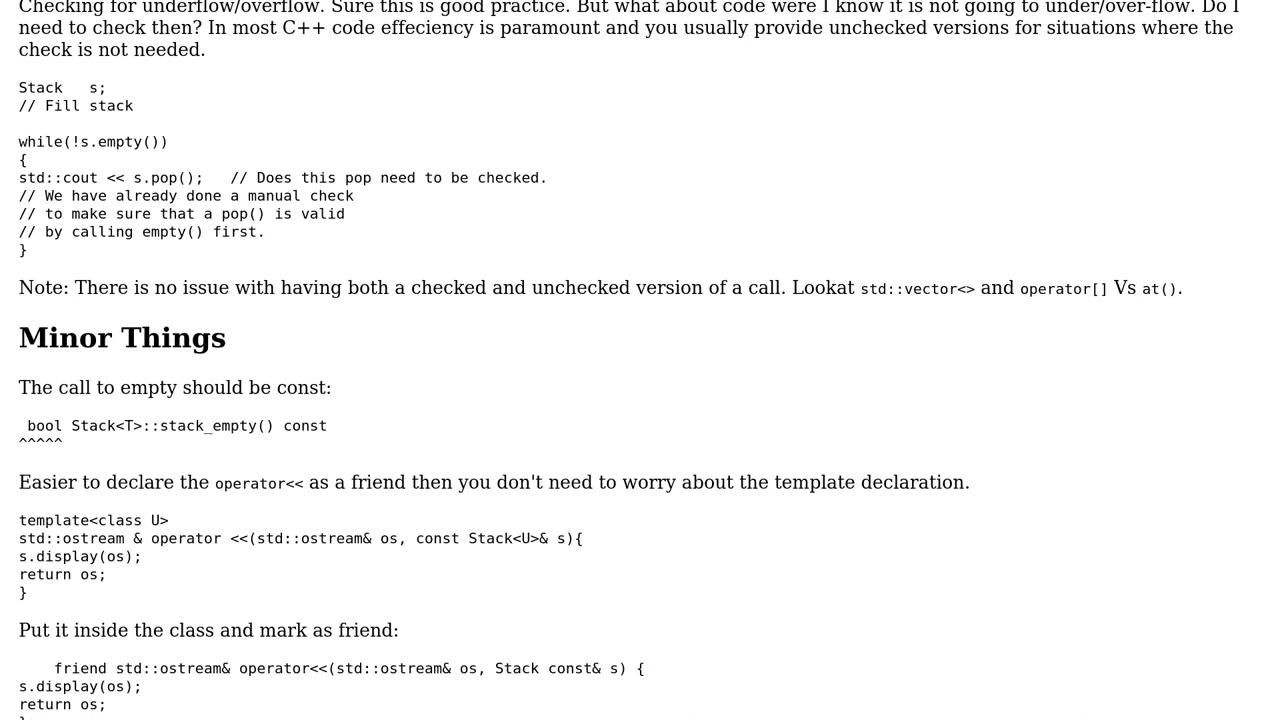 Checking for underflow/overflow. Sure this is good practice. But what about code were I know it is not going to under/over-flow. Do I
need to check then? In most C++ code effeciency is paramount and you usually provide unchecked versions for situations where the
check is not needed.
Stack   s;
// Fill stack
while(!s.empty())
{
std::cout << s.pop();   // Does this pop need to be checked.
// We have already done a manual check
// to make sure that a pop() is valid
// by calling empty() first.
}
Note: There is no issue with having both a checked and unchecked version of a call. Lookat std::vector<> and operator[] Vs at().
Minor Things
The call to empty should be const:
 bool Stack<T>::stack_empty() const
^^^^^
Easier to declare the operator<< as a friend then you don't need to worry about the template declaration.
template<class U>
std::ostream & operator <<(std::ostream& os, const Stack<U>& s){
s.display(os);
return os;
}
Put it inside the class and mark as friend:
    friend std::ostream& operator<<(std::ostream& os, Stack const& s) {
s.display(os);
return os;